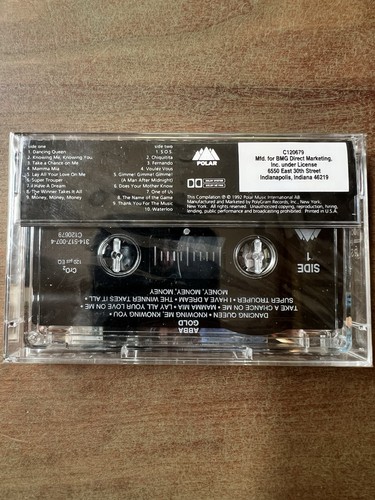 side one
1. Dancing Queen
2. Knowing Me, Knowing You
3. Take a Chance on Me
4. Mamma Mia
5. Lay All Your Love On Me
6. Super Trouper
7. I Have A Dream
8. The Winner Takes It All
9. Money, Money, Money
side two
1. S.O.S.
2. Chiquitita
3. Fernando
4. Voulez Vous
5. Gimme! Gimme! Gimme!
(A Man After Midnight)
6. Does Your Mother Know
7. One of Us
8. The Name of the Game
9. Thank You For The Music
10. Waterloo
POLAR
C120679
Mfd. for BMG Direct Marketing,
Inc. under License
6550 East 30th Street
Indianapolis, Indiana 46219
This Compilation ℗ 1992 Polar Music International AB
Manufactured and Marketed by PolyGram Records, Inc., New York,
New York. All rights reserved. Unauthorized copying, reproduction, hiring,
lending, public performance and broadcasting prohibited. Printed in U.S.A.
ABBA
GOLD
DANCING QUEEN • KNOWING ME, KNOWING YOU •
TAKE A CHANCE ON ME • MAMMA MIA • LAY ALL YOUR LOVE ON ME •
SUPER TROUPER • I HAVE A DREAM • THE WINNER TAKES IT ALL •
MONEY, MONEY, MONEY
SIDE
1
314-517-007-4
C120679
CrO2
120 µs EQ